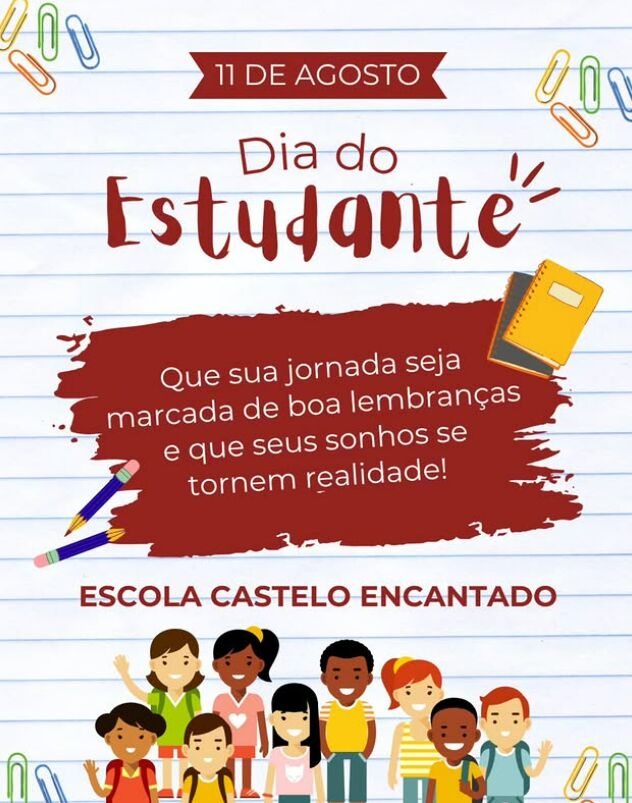 11 DE AGOSTO
Dia do
Estudante
Que sua jornada seja
marcada de boa lembranças
e que seus sonhos se
tornem realidade!
ESCOLA CASTELO ENCANTADO